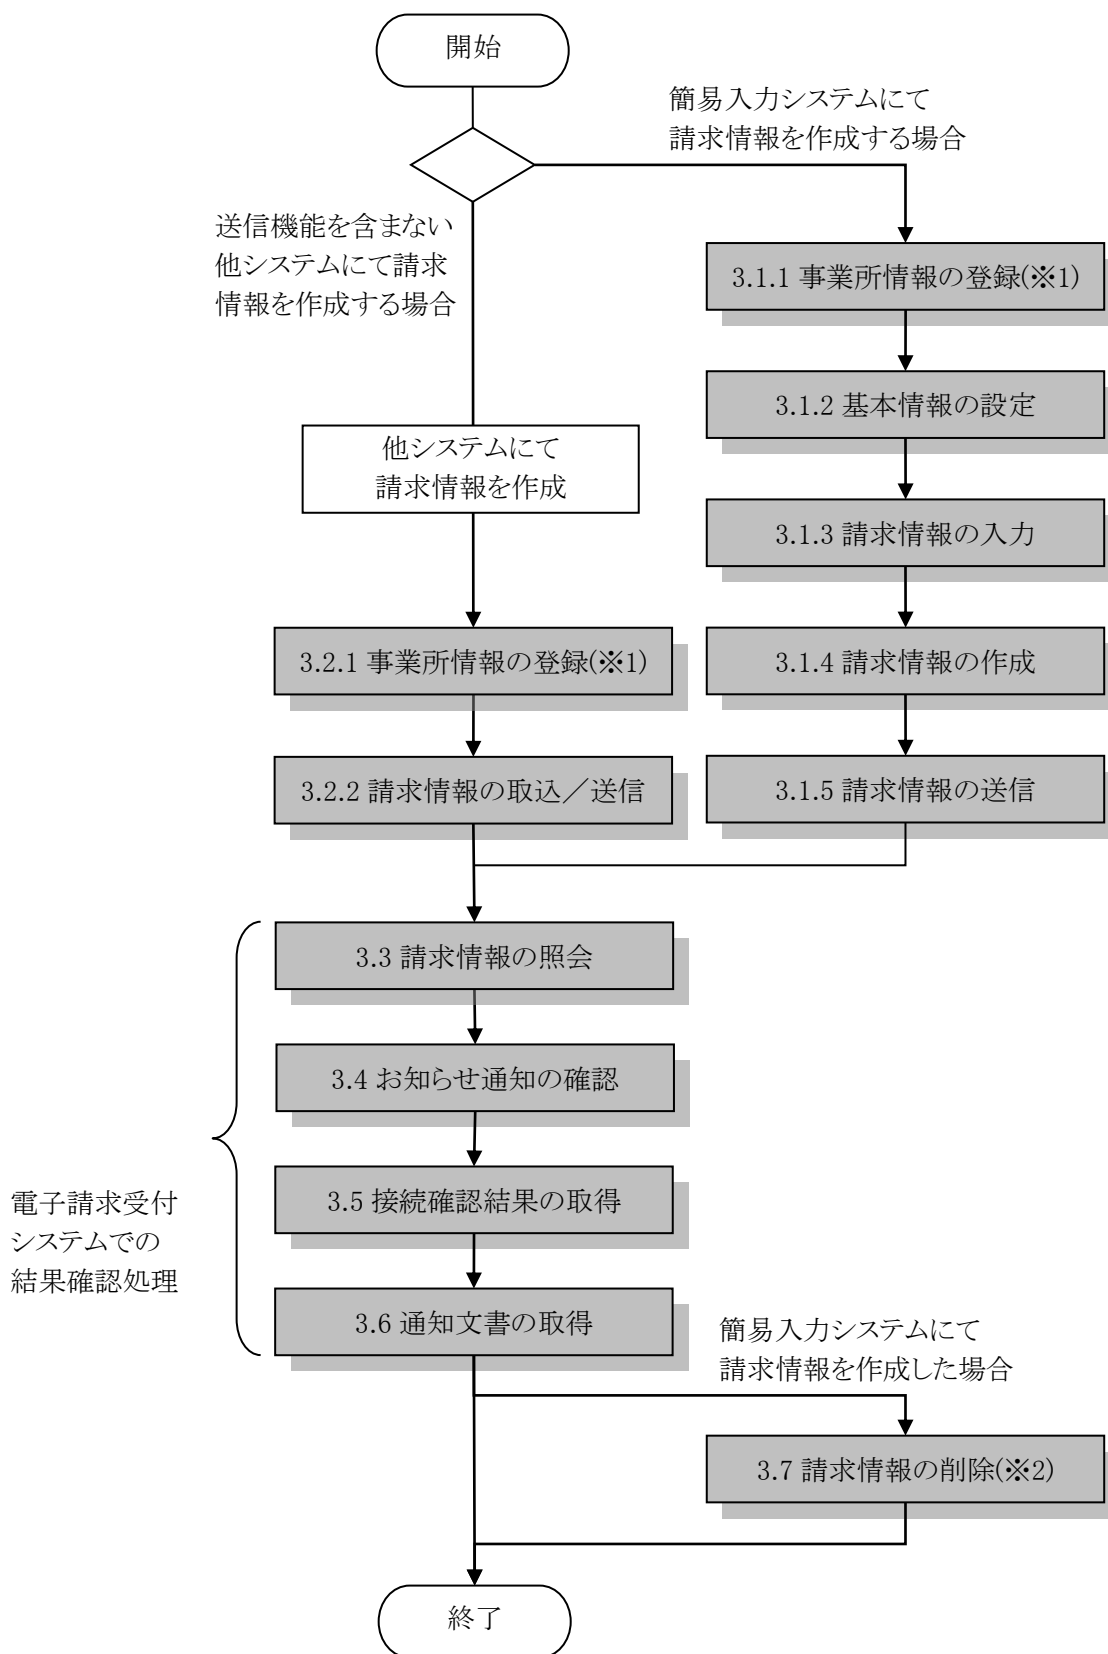 開始
簡易入力システムにて
請求情報を作成する場合
送信機能を含まない
他システムにて請求
情報を作成する場合
3.1.1 事業所情報の登録(※1)
3.1.2 基本情報の設定
他システムにて
請求情報を作成
3.1.3 請求情報の入力
3.2.1 事業所情報の登録(※1)
3.1.4 請求情報の作成
3.2.2 請求情報の取込／送信
3.1.5 請求情報の送信
3.3 請求情報の照会
3.4 お知らせ通知の確認
3.5 接続確認結果の取得
電子請求受付
システムでの
結果確認処理
3.6 通知文書の取得
簡易入力システムにて
請求情報を作成した場合
3.7 請求情報の削除(※2)
終了